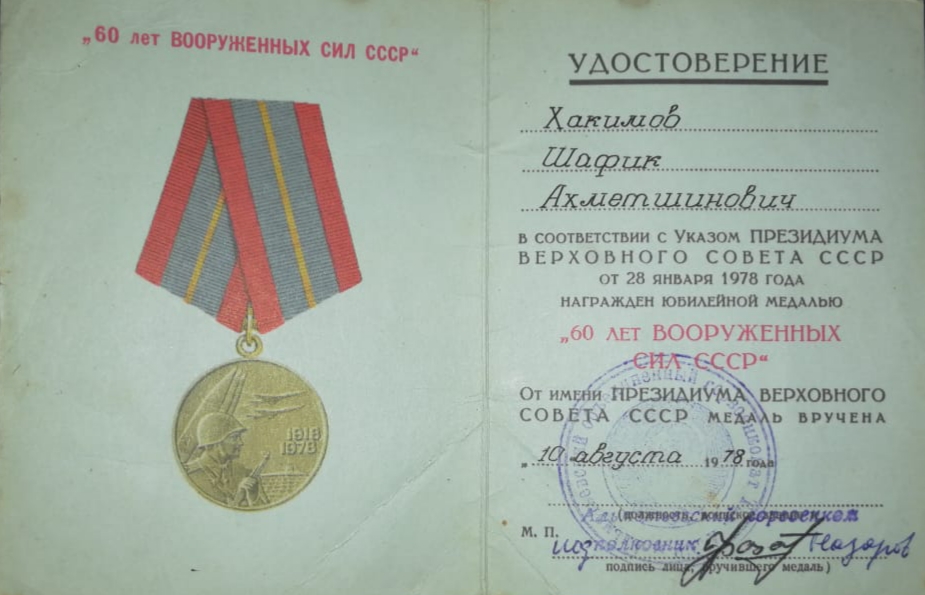 „60 лет ВООРУЖЕННЫХ СИЛ СССР“
1918
1978
УДОСТОВЕРЕНИЕ
Хакимов
Шафик
Ахметшинович
в соответствии с Указом ПРЕЗИДИУМА
ВЕРХОВНОГО СОВЕТА СССР
от 28 января 1978 года
награжден юбилейной медалью
„60 лет ВООРУЖЕННЫХ
СИЛ СССР“
От имени ПРЕЗИДИУМА ВЕРХОВНОГО
СОВЕТА СССР медаль вручена
„10 августа 1978 года
горвоенком
М. П. подполковник Назаров
подпись лица, вручившего медаль)